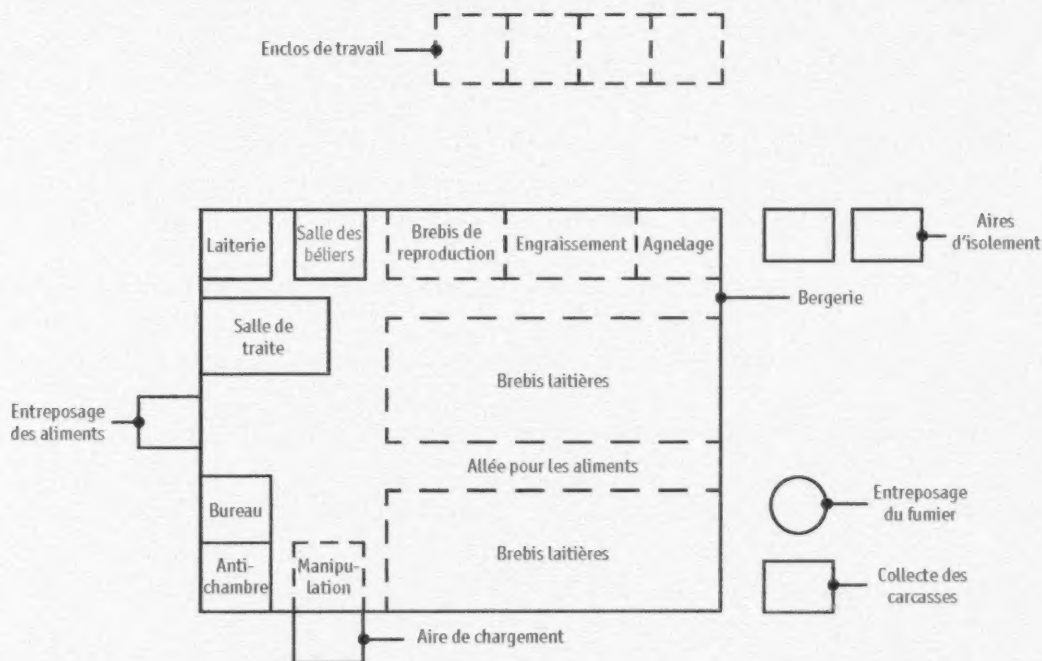 Enclos de travail
Laiterie
Salle des
béliers
Brebis de
reproduction
Engraissement
Agnelage
Aires
d'isolement
Bergerie
Salle de
traite
Brebis laitières
Entreposage
des aliments
Allée pour les aliments
Bureau
Entreposage
du fumier
Anti-
chambre
Manipu-
lation
Brebis laitières
Collecte des
carcasses
Aire de chargement